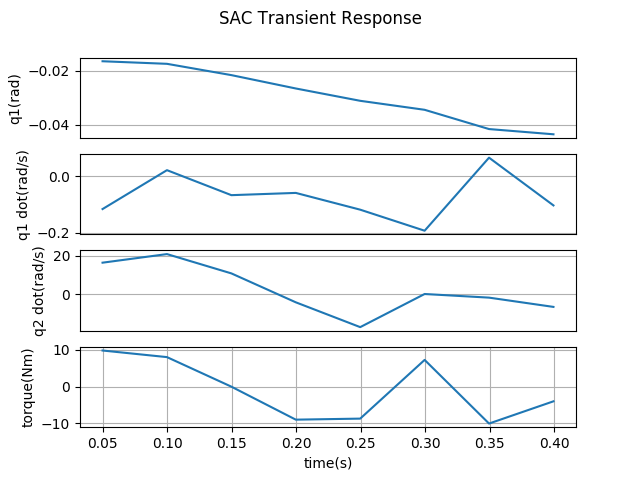 SAC Transient Response
q1(rad)
−0.02
−0.04
q1 dot(rad/s)
0.0
−0.2
q2 dot(rad/s)
20
0
torque(Nm)
10
0
−10
0.05 0.10 0.15 0.20 0.25 0.30 0.35 0.40
time(s)